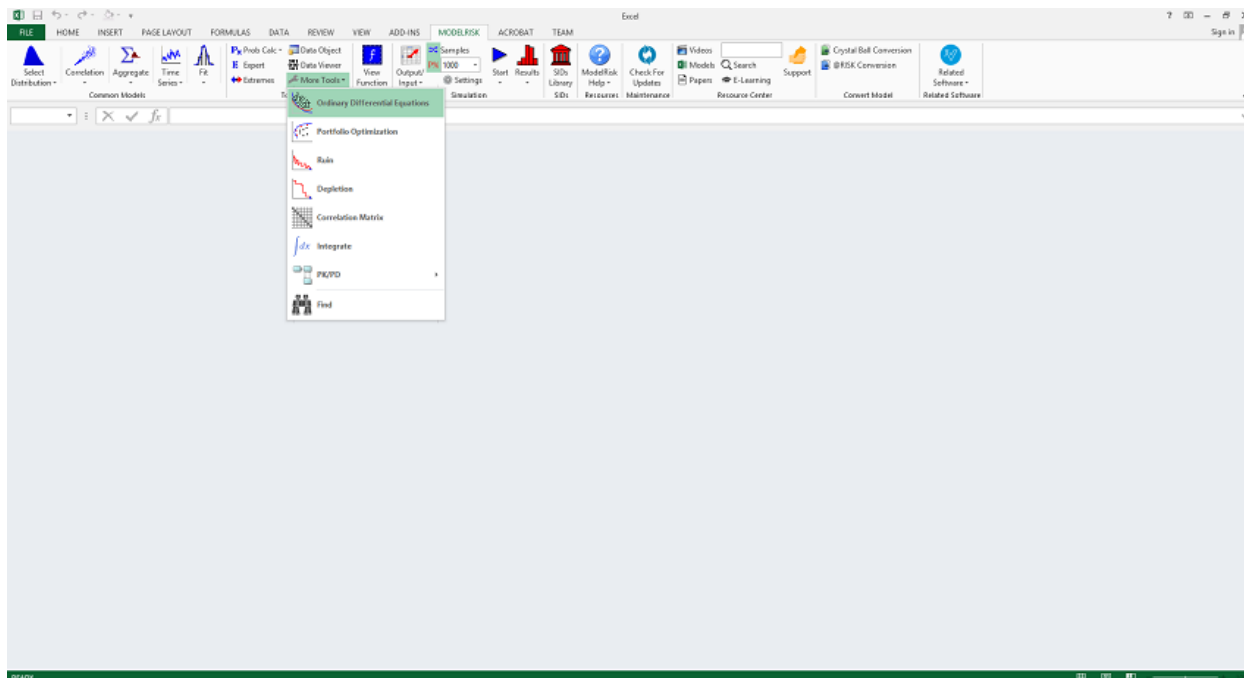 Excel
Sign in
FILE HOME INSERT PAGE LAYOUT FORMULAS DATA REVIEW VIEW ADD-INS MODELRISK ACROBAT TEAM
Select Distribution
Correlation
Aggregate
Time Series
Fit
Common Models
Prob Calc
Expert
Extremes
Data Object
Data Viewer
More Tools
View Function
Output/ Input
Samples
1000
Settings
Start
Results
Simulation
SIDs Library
SIDs
ModelRisk Help
Resources
Check For Updates
Maintenance
Videos
Models
Papers
Search
E-Learning
Support
Resource Center
Crystal Ball Conversion
@RISK Conversion
Convert Model
Related Software
Related Software
fx
Ordinary Differential Equations
Portfolio Optimization
Ruin
Depletion
Correlation Matrix
∫dx Integrate
PK/PD
Find
READY